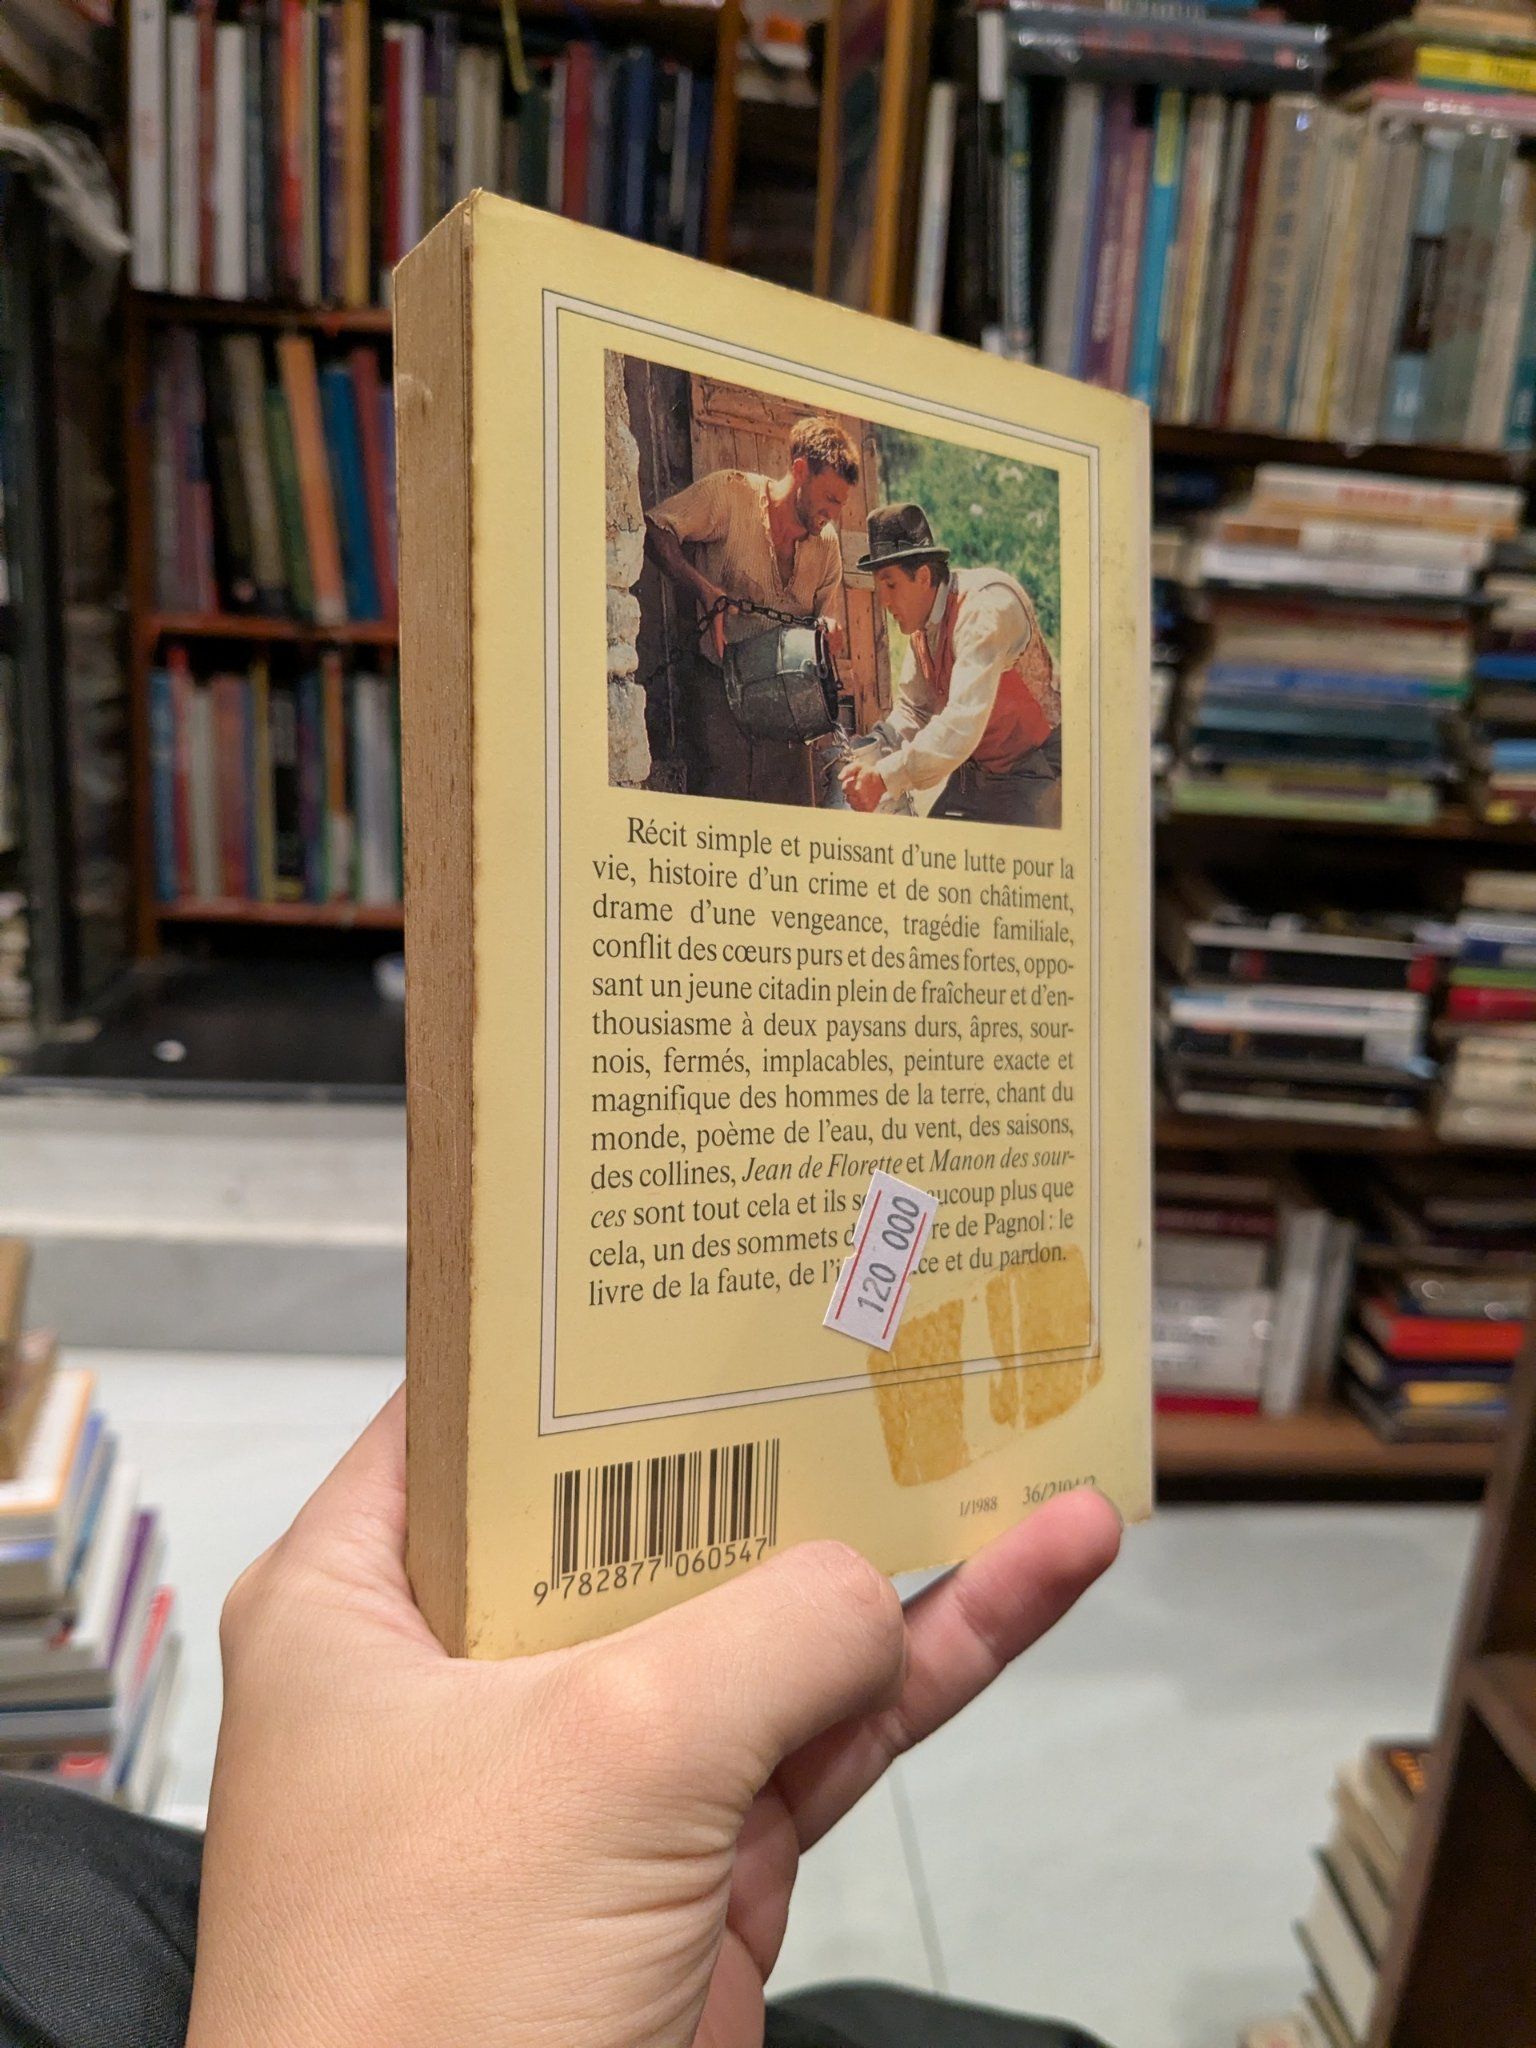 Récit simple et puissant d'une lutte pour la
vie, histoire d'un crime et de son châtiment,
drame d'une vengeance, tragédie familiale,
conflit des cœurs purs et des âmes fortes, oppo-
sant un jeune citadin plein de fraîcheur et d'en-
thousiasme à deux paysans durs, âpres, sour-
nois, fermés, implacables, peinture exacte et
magnifique des hommes de la terre, chant du
monde, poème de l'eau, du vent, des saisons,
des collines, Jean de Florette et Manon des sour-
ces sont tout cela et ils plus que
cela, un des sommets de Pagnol : le
livre de la faute, de et du pardon.
120 000
1/1988
9 782877 060547